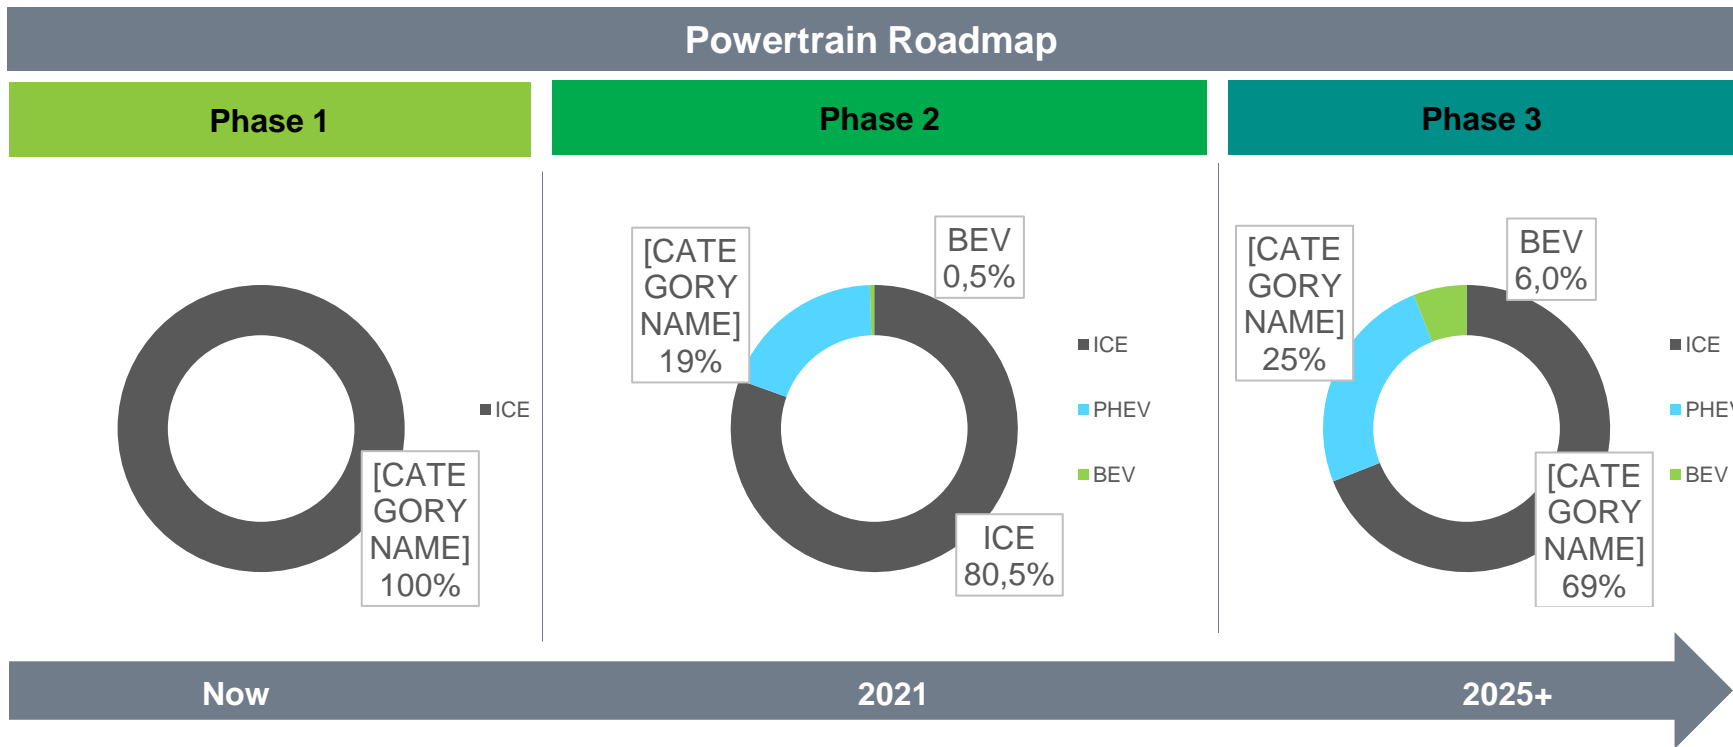 Powertrain Roadmap
Phase 1
Phase 2
Phase 3
[CATE
GORY
NAME]
100%
ICE
[CATE
GORY
NAME]
19%
BEV
0,5%
ICE
80,5%
ICE
PHEV
BEV
[CATE
GORY
NAME]
25%
BEV
6,0%
[CATE
GORY
NAME]
69%
ICE
PHEV
BEV
Now
2021
2025+